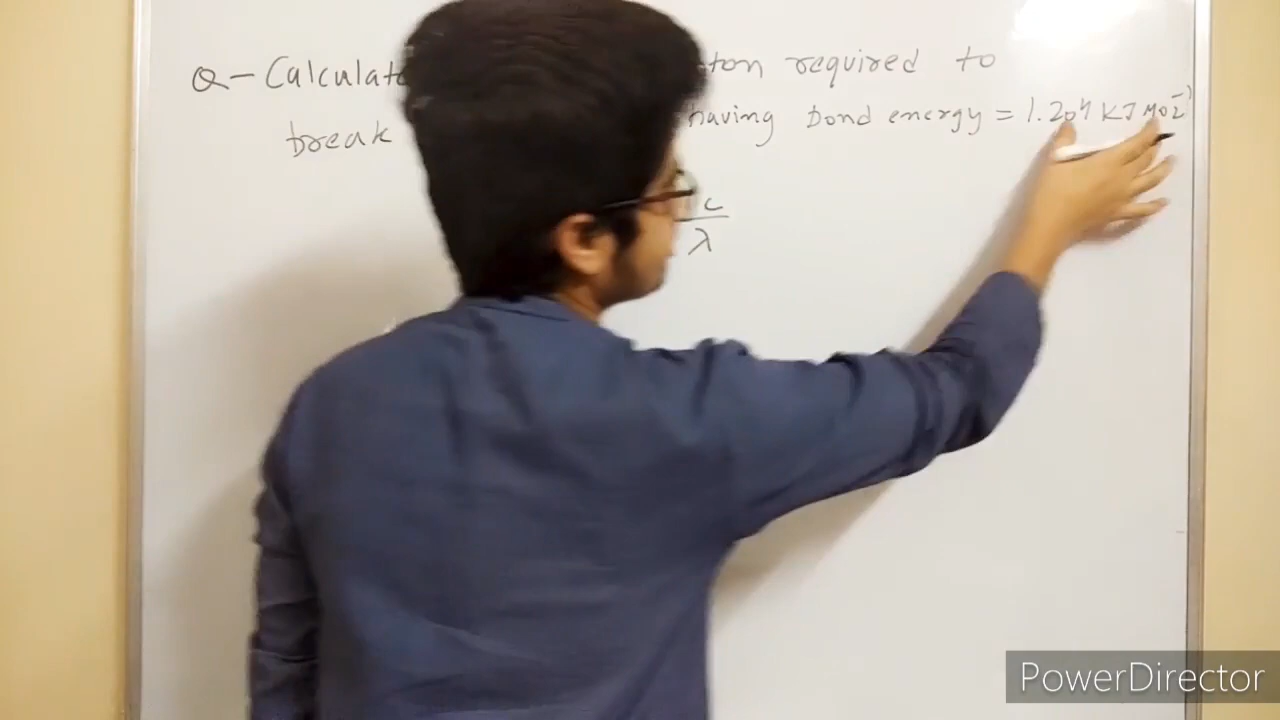 Q- Calculate ton required to
break having bond energy = 1.204 KJ MOL⁻¹
c
λ
PowerDirector